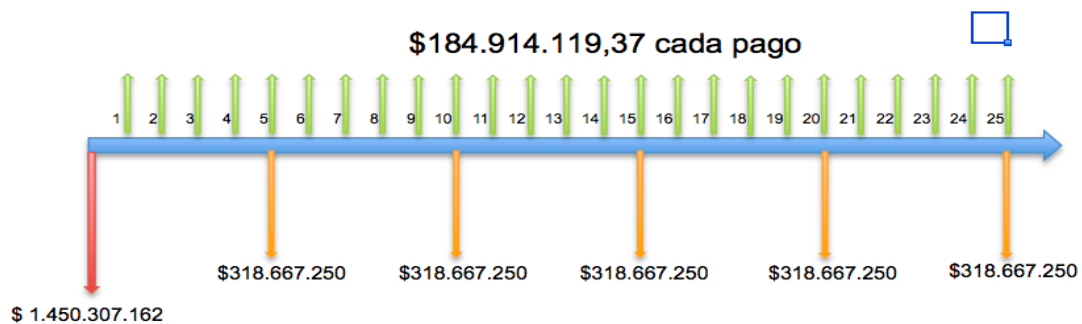 $184.914.119,37 cada pago
1 2 3 4 5 6 7 8 9 10 11 12 13 14 15 16 17 18 19 20 21 22 23 24 25
$318.667.250 $318.667.250 $318.667.250 $318.667.250 $318.667.250
$ 1.450.307.162